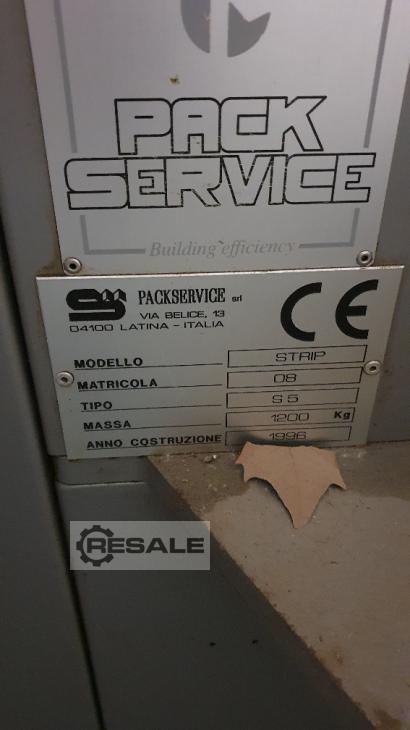 PACK
SERVICE
Building efficiency
PACKSERVICE srl
VIA BELICE, 13
04100 LATINA - ITALIA
CE
MODELLO STRIP
MATRICOLA 08
TIPO S 5
MASSA 1200 Kg
ANNO COSTRUZIONE 1996
RESALE